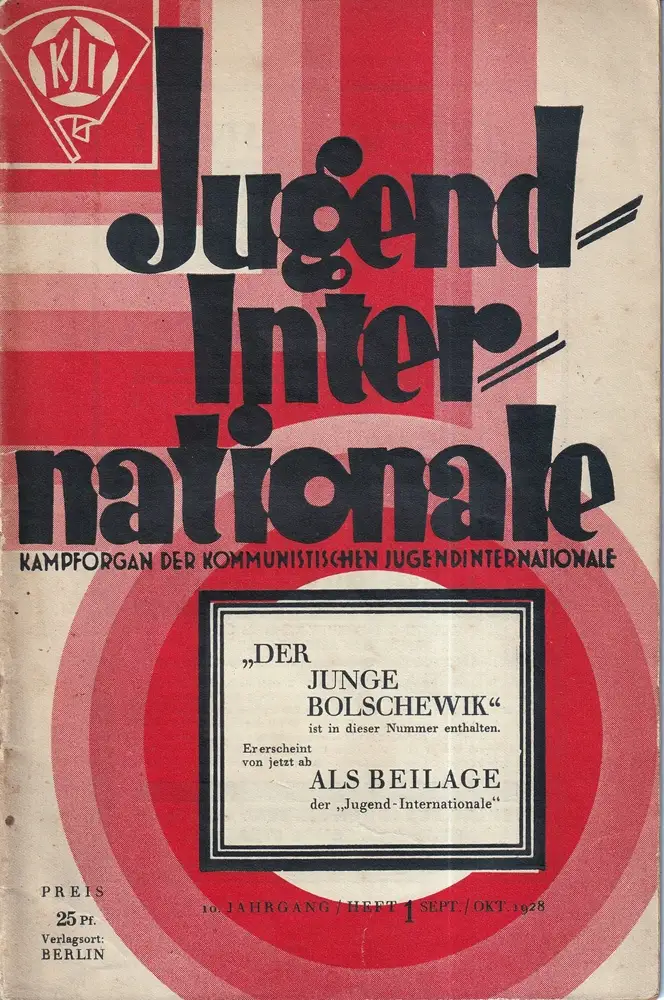 KJI
Jugend-
Inter-
nationale
KAMPFORGAN DER KOMMUNISTISCHEN JUGENDINTERNATIONALE
„DER
JUNGE
BOLSCHEWIK“
ist in dieser Nummer enthalten.
Er erscheint
von jetzt ab
ALS BEILAGE
der „Jugend-Internationale“
PREIS
25 Pf.
Verlagsort:
BERLIN
10. JAHRGANG / HEFT 1 SEPT. / OKT. 1928